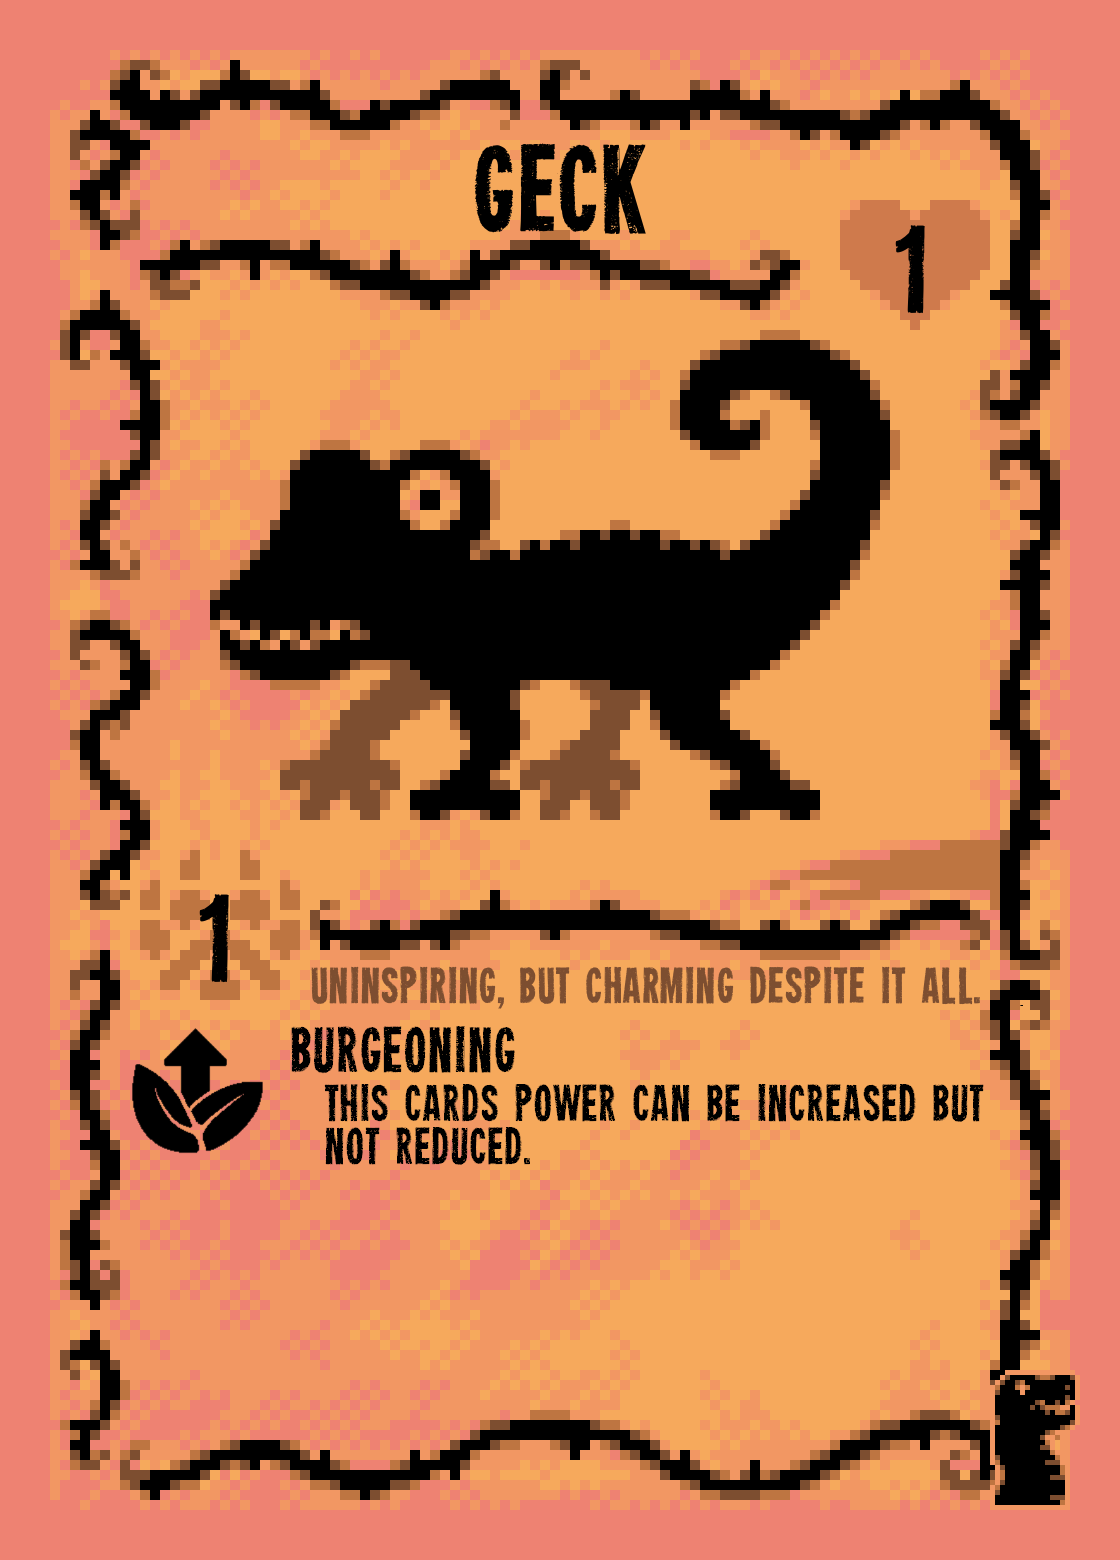 GECK
1
1
UNINSPIRING, BUT CHARMING DESPITE IT ALL.
BURGEONING
THIS CARDS POWER CAN BE INCREASED BUT
NOT REDUCED.